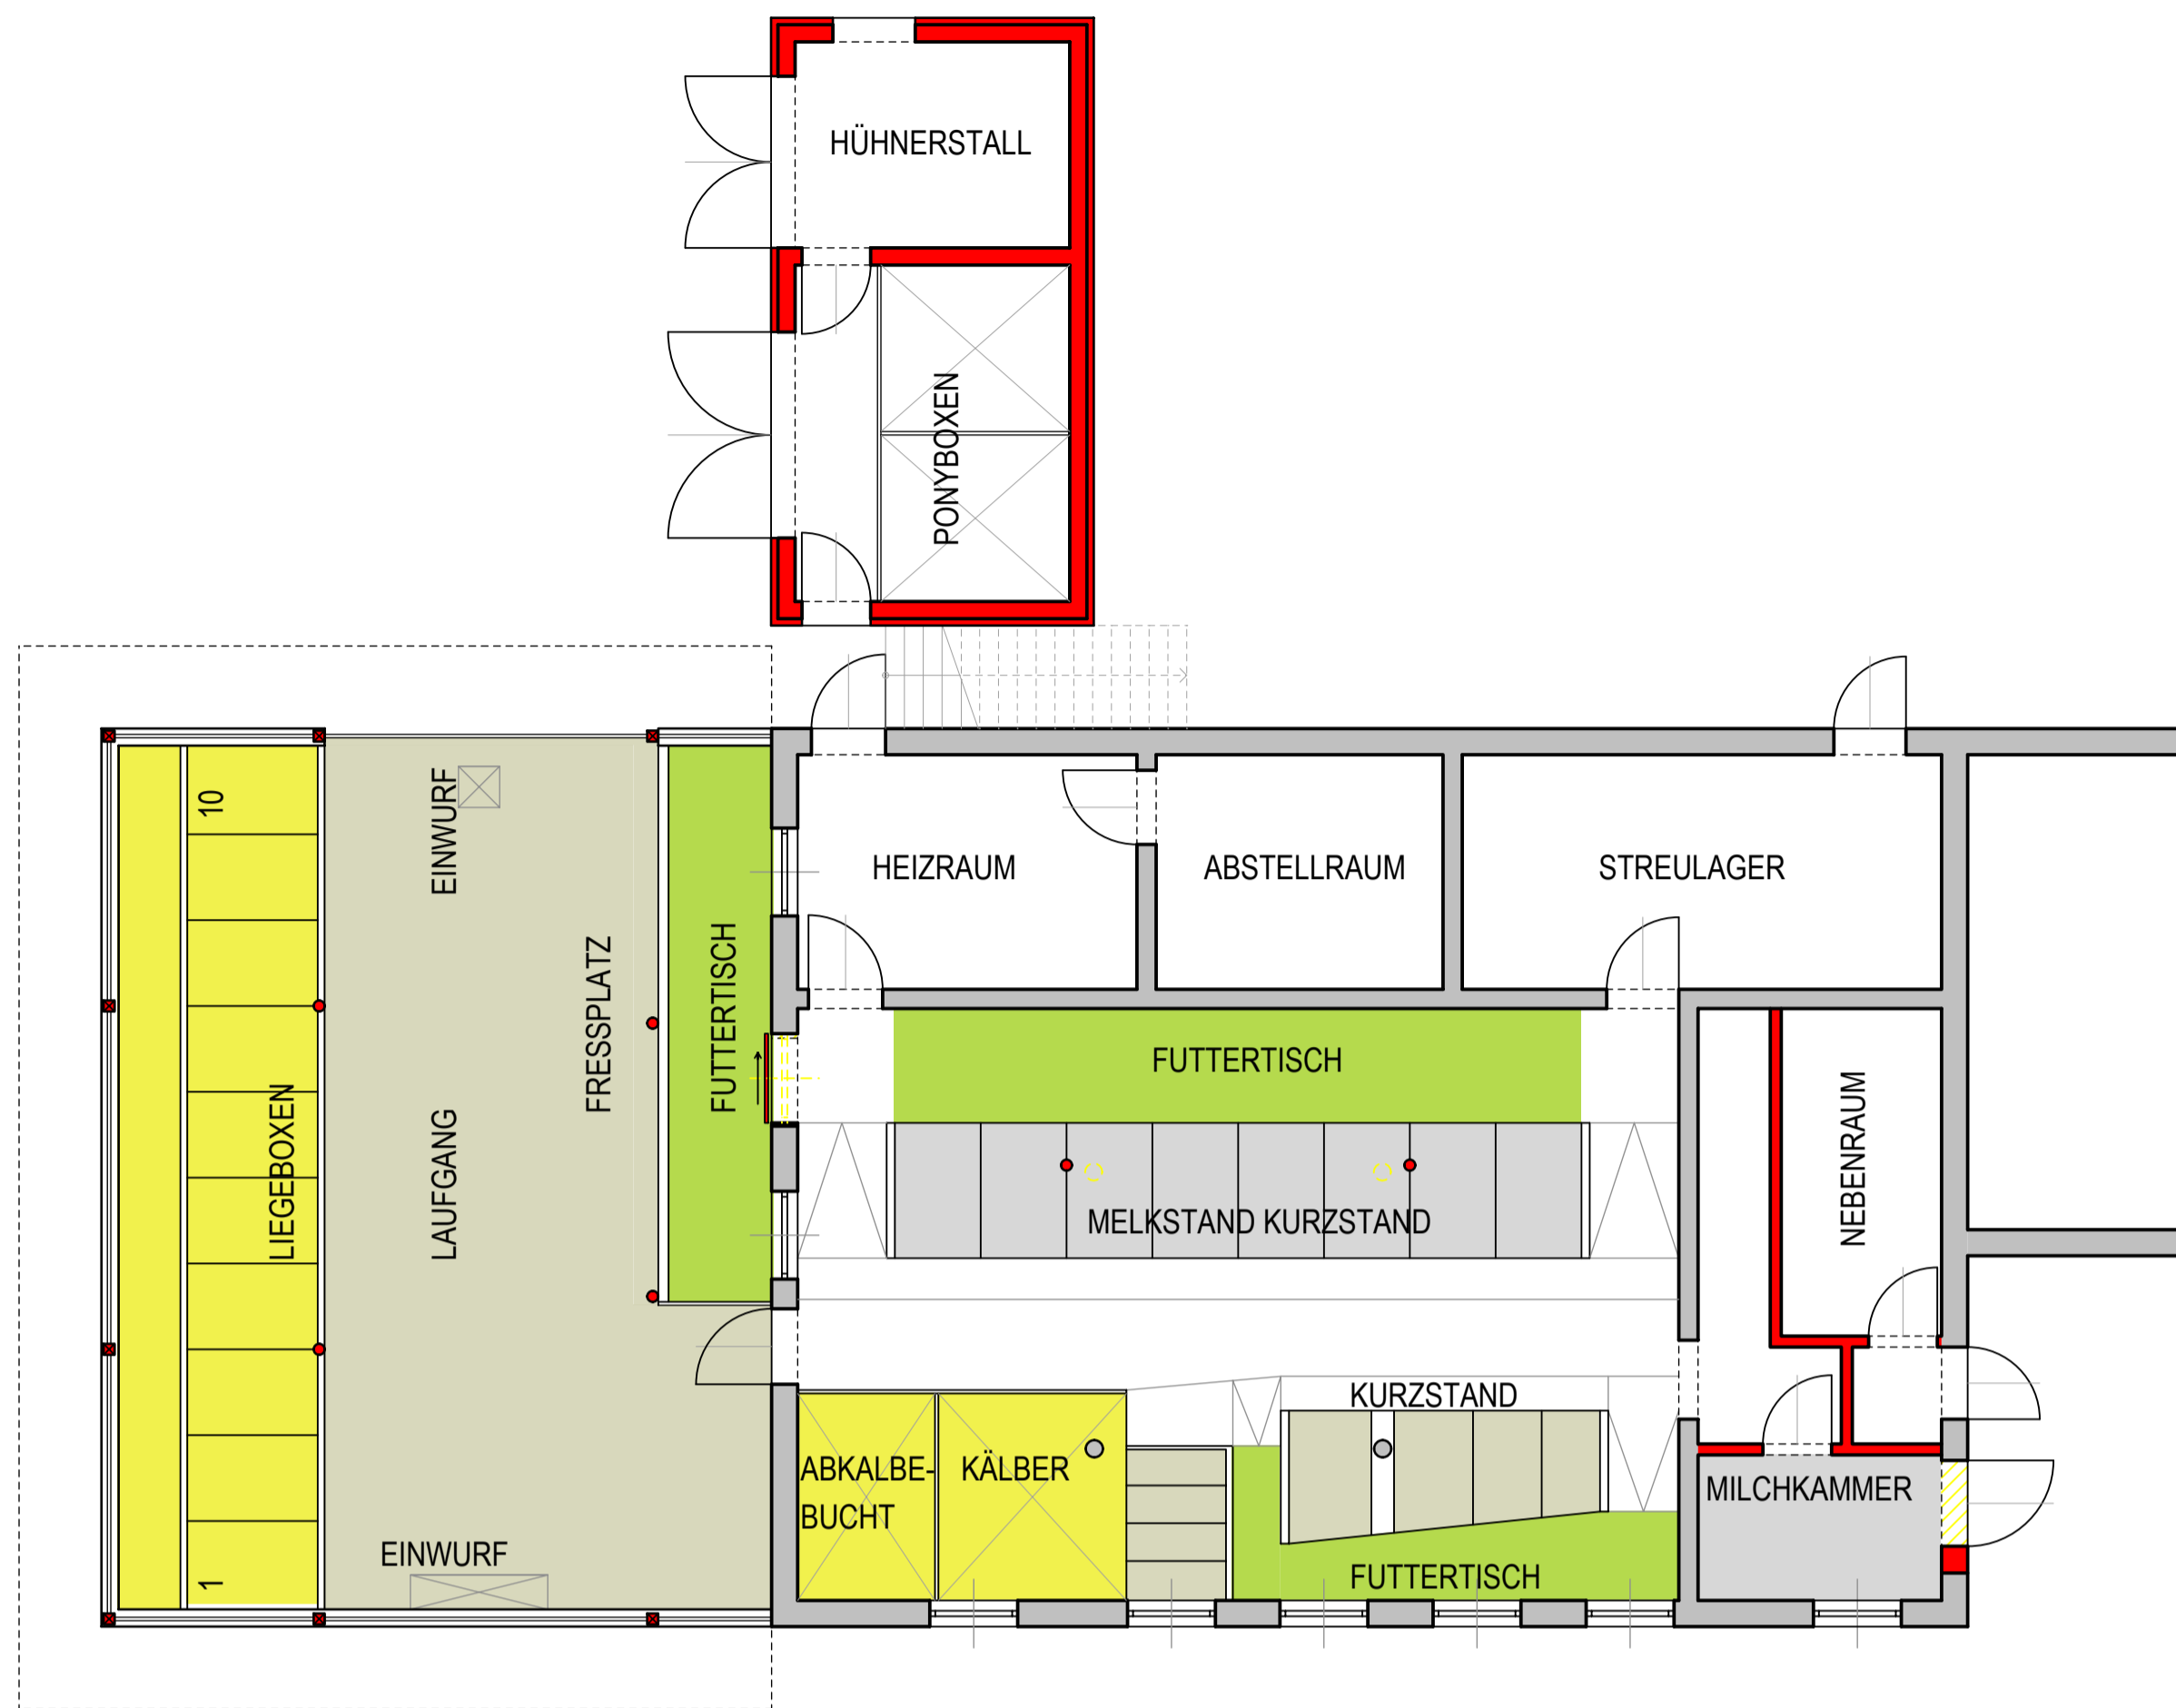 HÜHNERSTALL
PONYBOXEN
10
EINWURF
HEIZRAUM
ABSTELLRAUM
STREULAGER
FRESSPLATZ
FUTTERTISCH
FUTTERTISCH
LIEGEBOXEN
LAUFGANG
MELKSTAND KURZSTAND
NEBENRAUM
KURZSTAND
ABKALBE-
BUCHT
KÄLBER
MILCHKAMMER
EINWURF
1
FUTTERTISCH